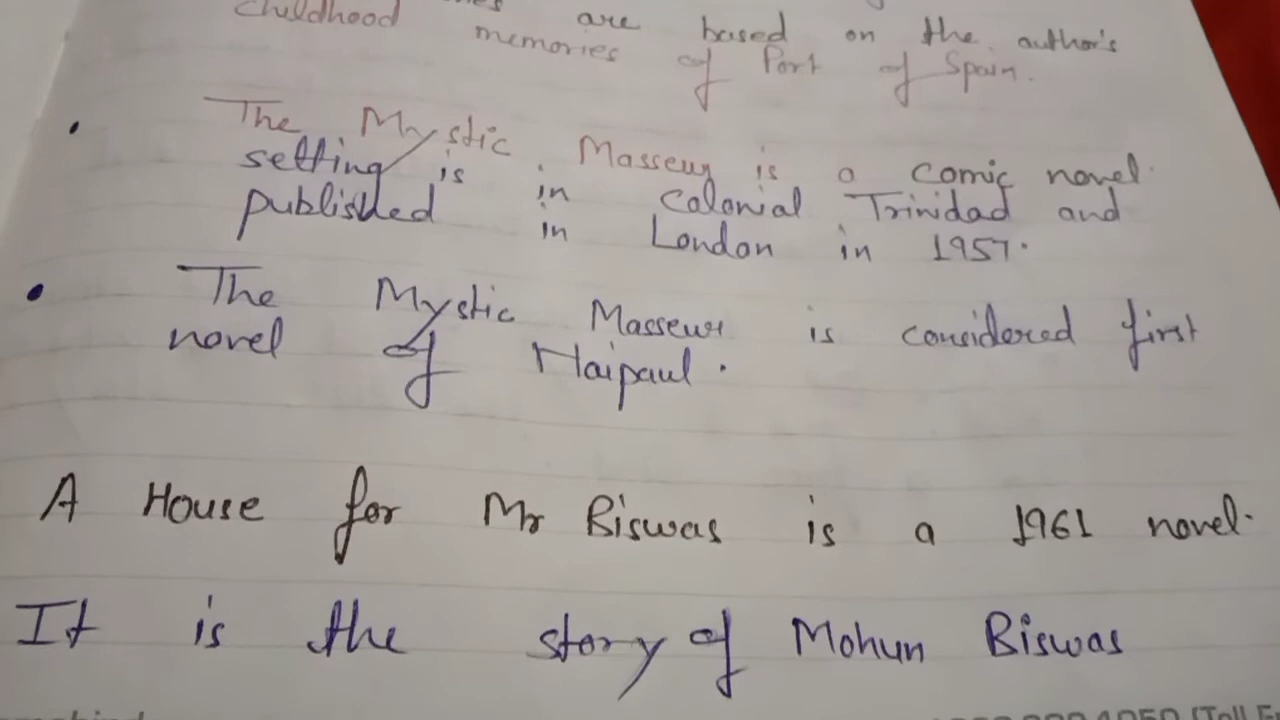 childhood are based on the author's
memories of Port of Spain.
• The Mystic Masseur is a comic novel.
setting is in colonial Trinidad and
published in London in 1957.
• The Mystic Masseur is considered first
novel of Naipaul.
A House for Mr Biswas is a 1961 novel.
It is the story of Mohun Biswas